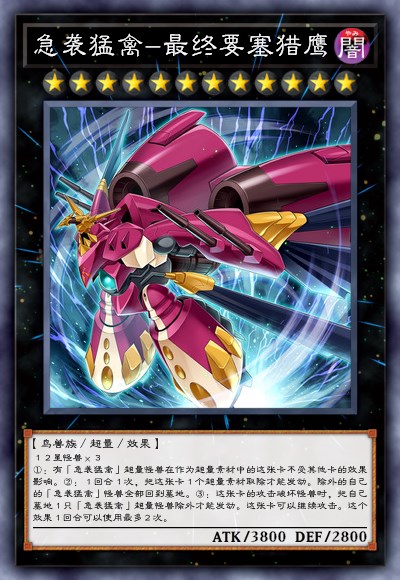 急袭猛禽-最终要塞猎鹰
闇
やみ
【鸟兽族/超量/效果】
１２星怪兽×３
①：有「急袭猛禽」超量怪兽在作为超量素材中的这张卡不受其他卡的效果
影响。②：１回合１次，把这张卡１个超量素材取除才能发动。除外的自己
的「急袭猛禽」怪兽全部回到墓地。③：这张卡的攻击破坏怪兽时，把自己
墓地１只「急袭猛禽」超量怪兽除外才能发动。这张卡可以继续攻击。这个
效果１回合可以使用最多２次。
ATK/3800 DEF/2800